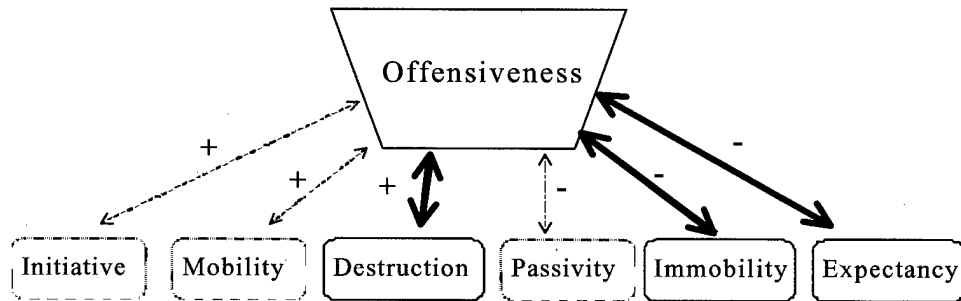 Offensiveness
+ + + - - -
Initiative Mobility Destruction Passivity Immobility Expectancy